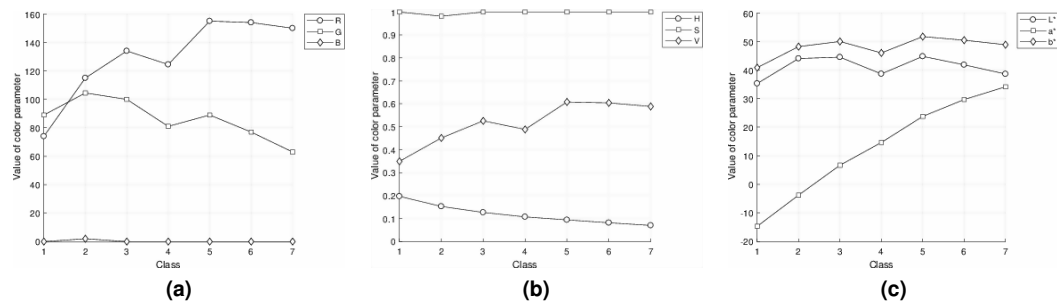 160
140
120
100
80
60
40
20
0
1 2 3 4 5 6 7
Value of color parameter
Class
R
G
B
(a)
1
0.9
0.8
0.7
0.6
0.5
0.4
0.3
0.2
0.1
0
1 2 3 4 5 6 7
Value of color parameter
Class
H
S
V
(b)
60
50
40
30
20
10
0
-10
-20
1 2 3 4 5 6 7
Value of color parameter
Class
L*
a*
b*
(c)